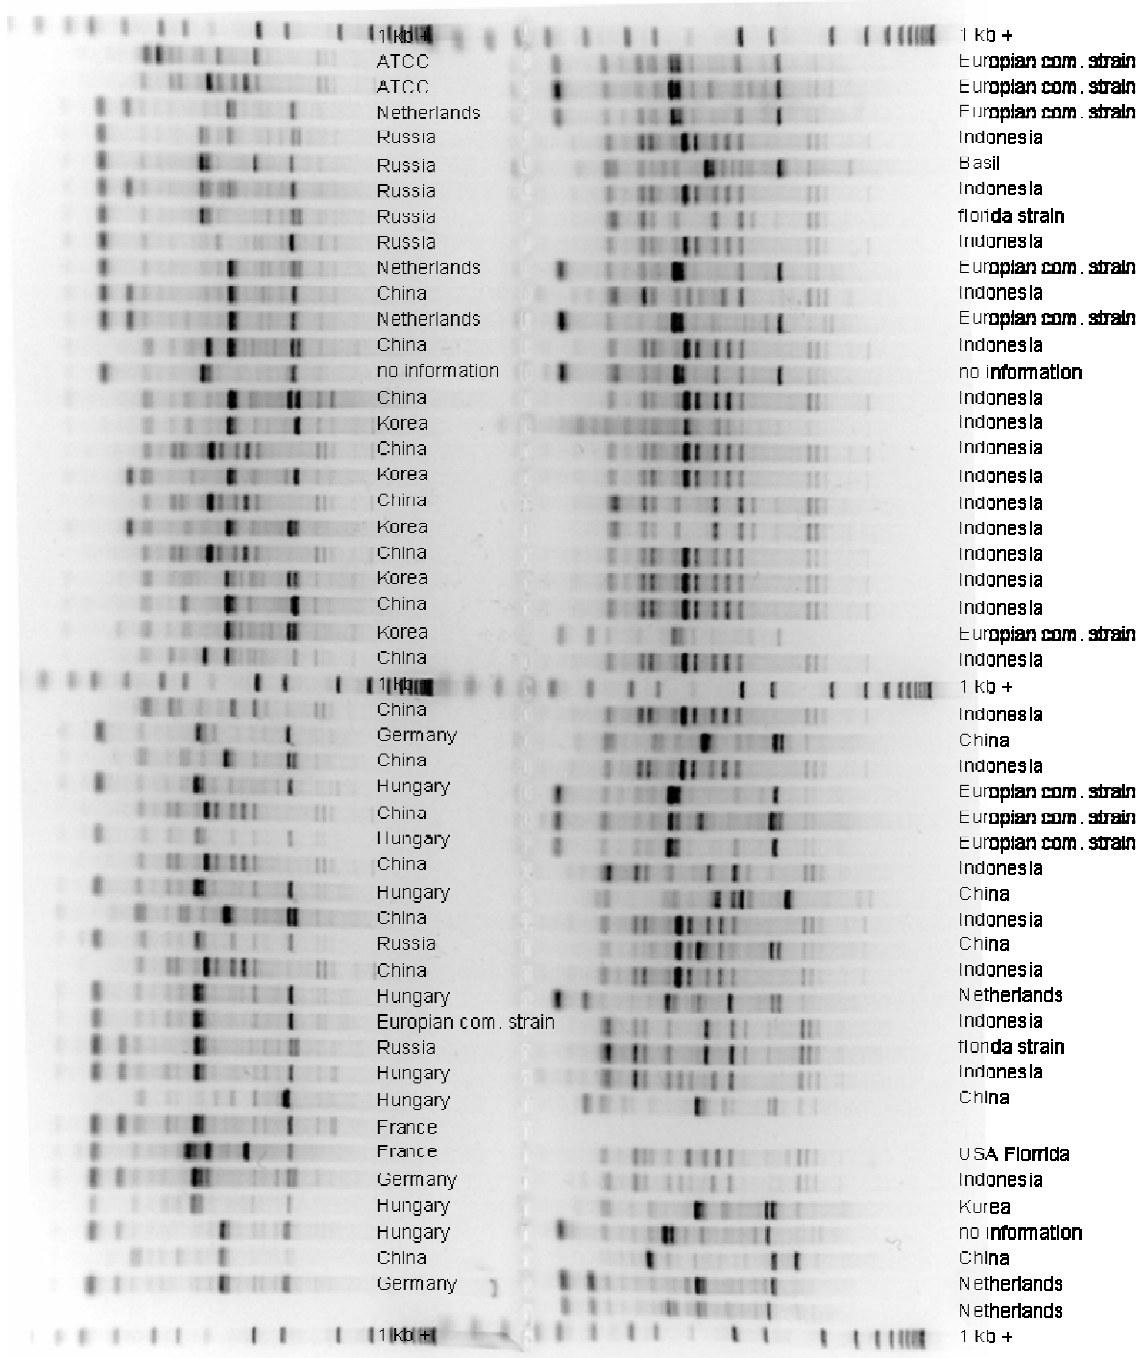 1 kb +
ATCC
ATCC
Netherlands
Russia
Russia
Russia
Russia
Russia
Netherlands
China
Netherlands
China
no information
China
Korea
China
Korea
China
Korea
China
Korea
China
Korea
China
1 kb +
China
Germany
China
Hungary
China
Hungary
China
Hungary
China
Russia
China
Hungary
Europian com. strain
Russia
Hungary
Hungary
France
France
Germany
Hungary
Hungary
China
Germany
1 kb +
1 kb +
Europian com. strain
Europian com. strain
Europian com. strain
Indonesia
Basil
Indonesia
florida strain
Indonesia
Europian com. strain
Indonesia
Europian com. strain
Indonesia
no information
Indonesia
Indonesia
Indonesia
Indonesia
Indonesia
Indonesia
Indonesia
Indonesia
Indonesia
Europian com. strain
Indonesia
1 kb +
Indonesia
China
Indonesia
Europian com. strain
Europian com. strain
Europian com. strain
Indonesia
China
Indonesia
China
Indonesia
Netherlands
Indonesia
florida strain
Indonesia
China
USA Florrida
Indonesia
Korea
no information
China
Netherlands
Netherlands
1 kb +